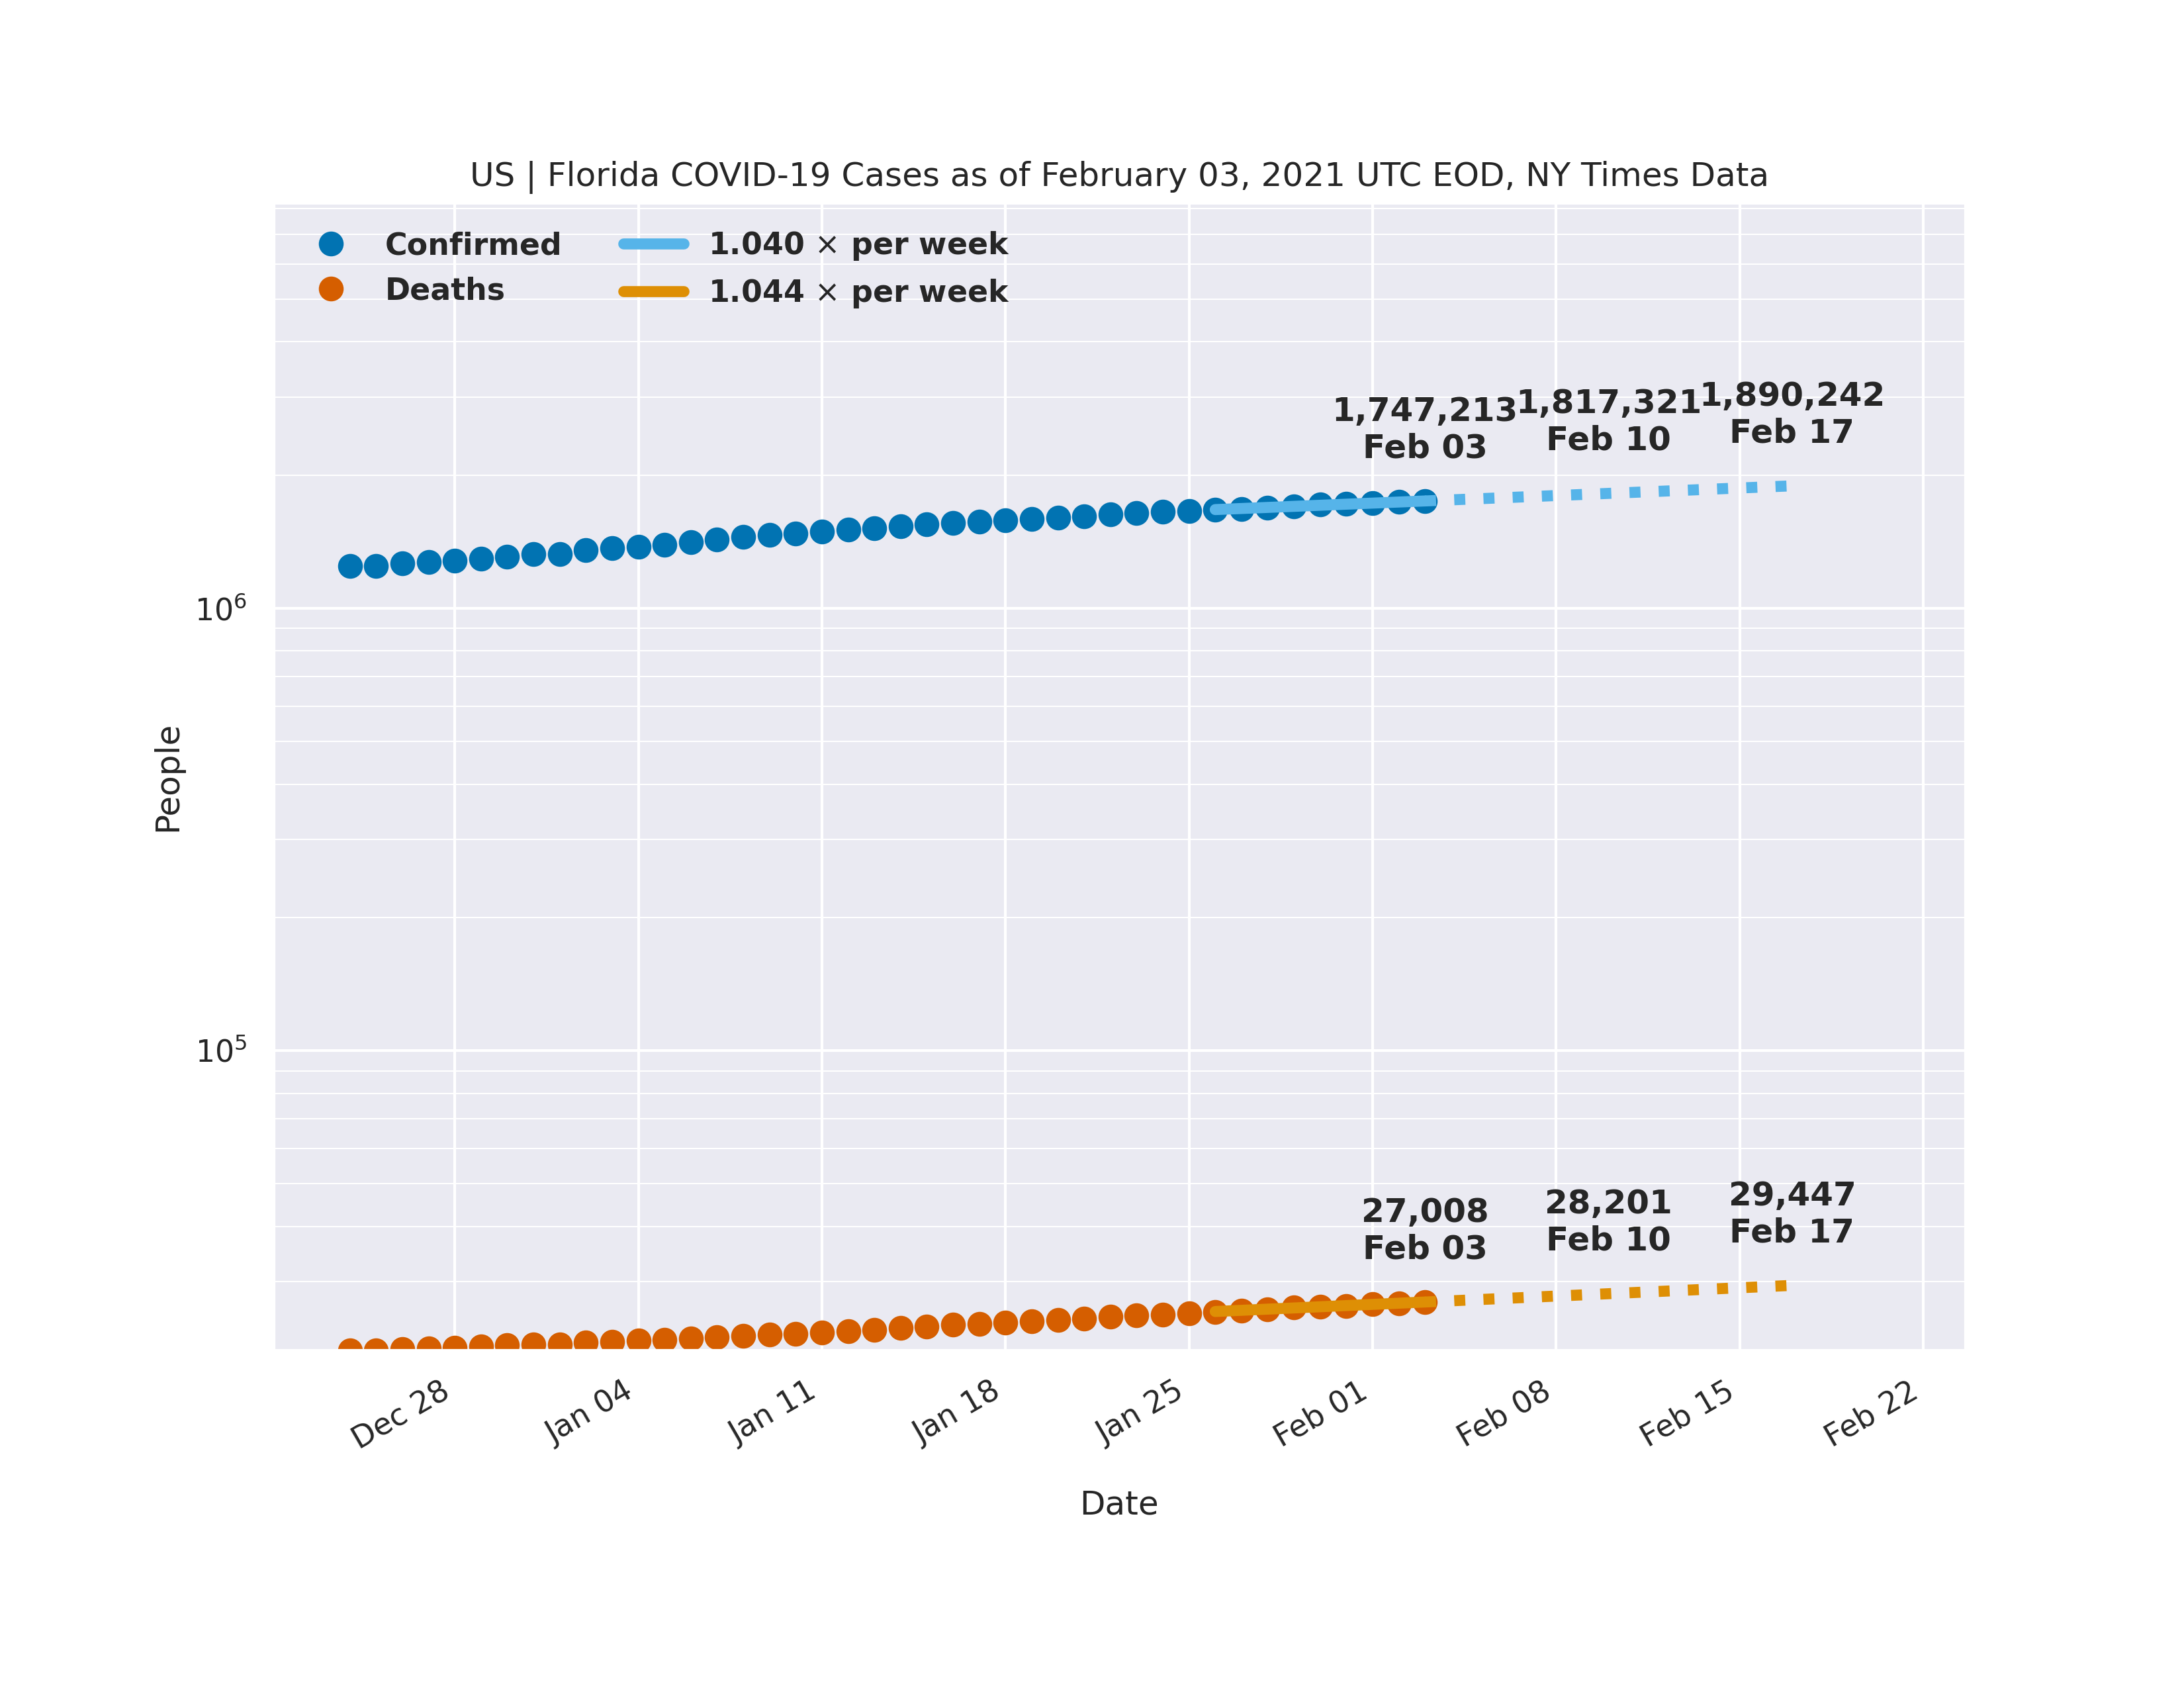 US | Florida COVID-19 Cases as of February 03, 2021 UTC EOD, NY Times Data
Confirmed
Deaths
1.040 × per week
1.044 × per week
1,747,213
Feb 03
1,817,321
Feb 10
1,890,242
Feb 17
10⁶
People
10⁵
27,008
Feb 03
28,201
Feb 10
29,447
Feb 17
Dec 28
Jan 04
Jan 11
Jan 18
Jan 25
Feb 01
Feb 08
Feb 15
Feb 22
Date